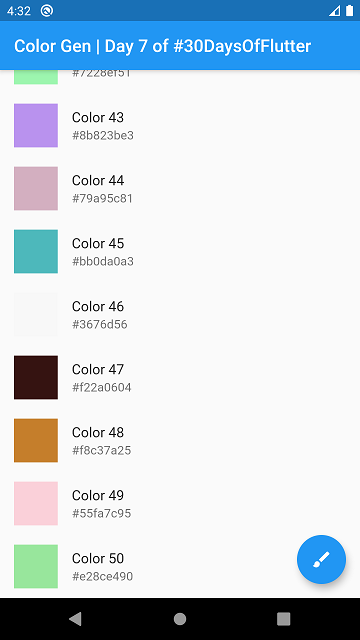 4:32
Color Gen | Day 7 of #30DaysOfFlutter
#7228ef51
Color 43
#8b823be3
Color 44
#79a95c81
Color 45
#bb0da0a3
Color 46
#3676d56
Color 47
#f22a0604
Color 48
#f8c37a25
Color 49
#55fa7c95
Color 50
#e28ce490